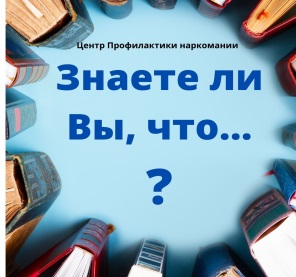 Центр Профилактики наркомании
Знаете ли
Вы, что...
?